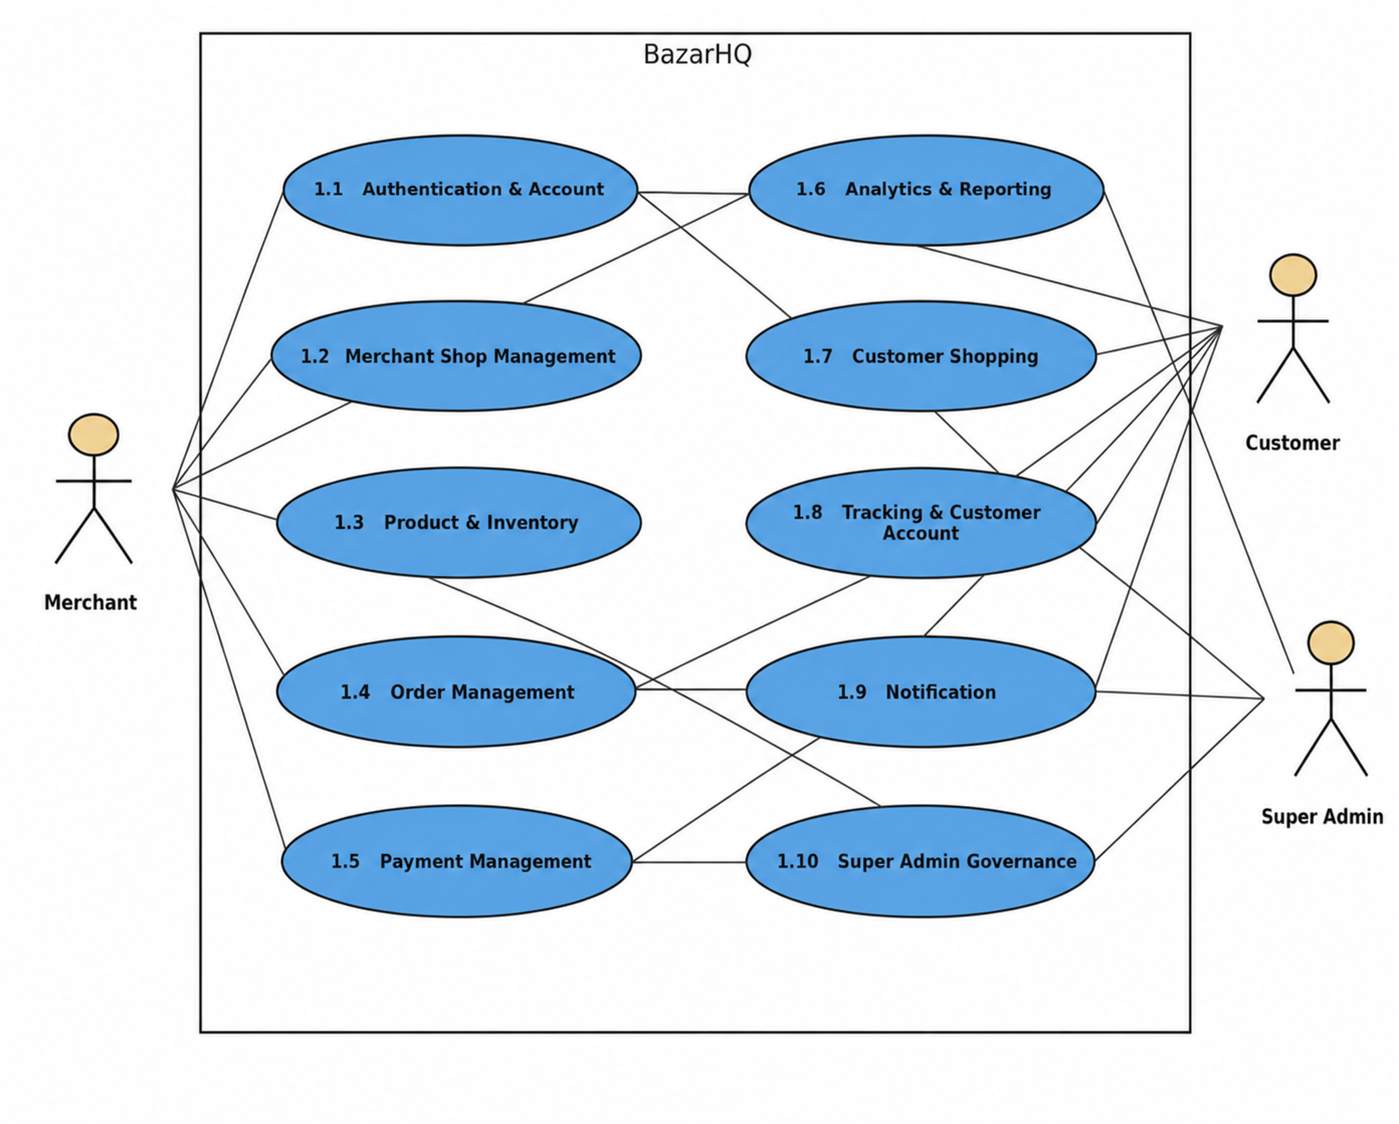 BazarHQ
1.1 Authentication & Account
1.6 Analytics & Reporting
1.2 Merchant Shop Management
1.7 Customer Shopping
Customer
1.3 Product & Inventory
1.8 Tracking & Customer
Account
Merchant
1.4 Order Management
1.9 Notification
Super Admin
1.5 Payment Management
1.10 Super Admin Governance